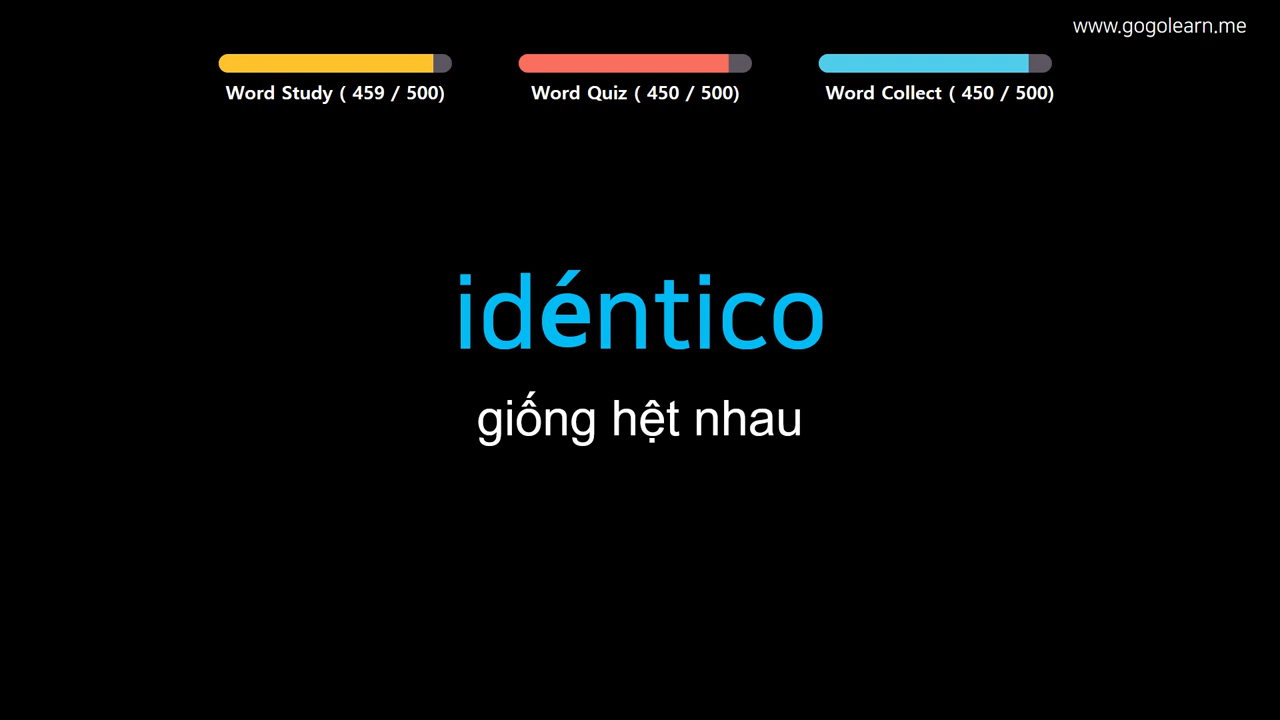 www.gogolearn.me
Word Study ( 459 / 500)
Word Quiz ( 450 / 500)
Word Collect ( 450 / 500)
idéntico
giống hệt nhau